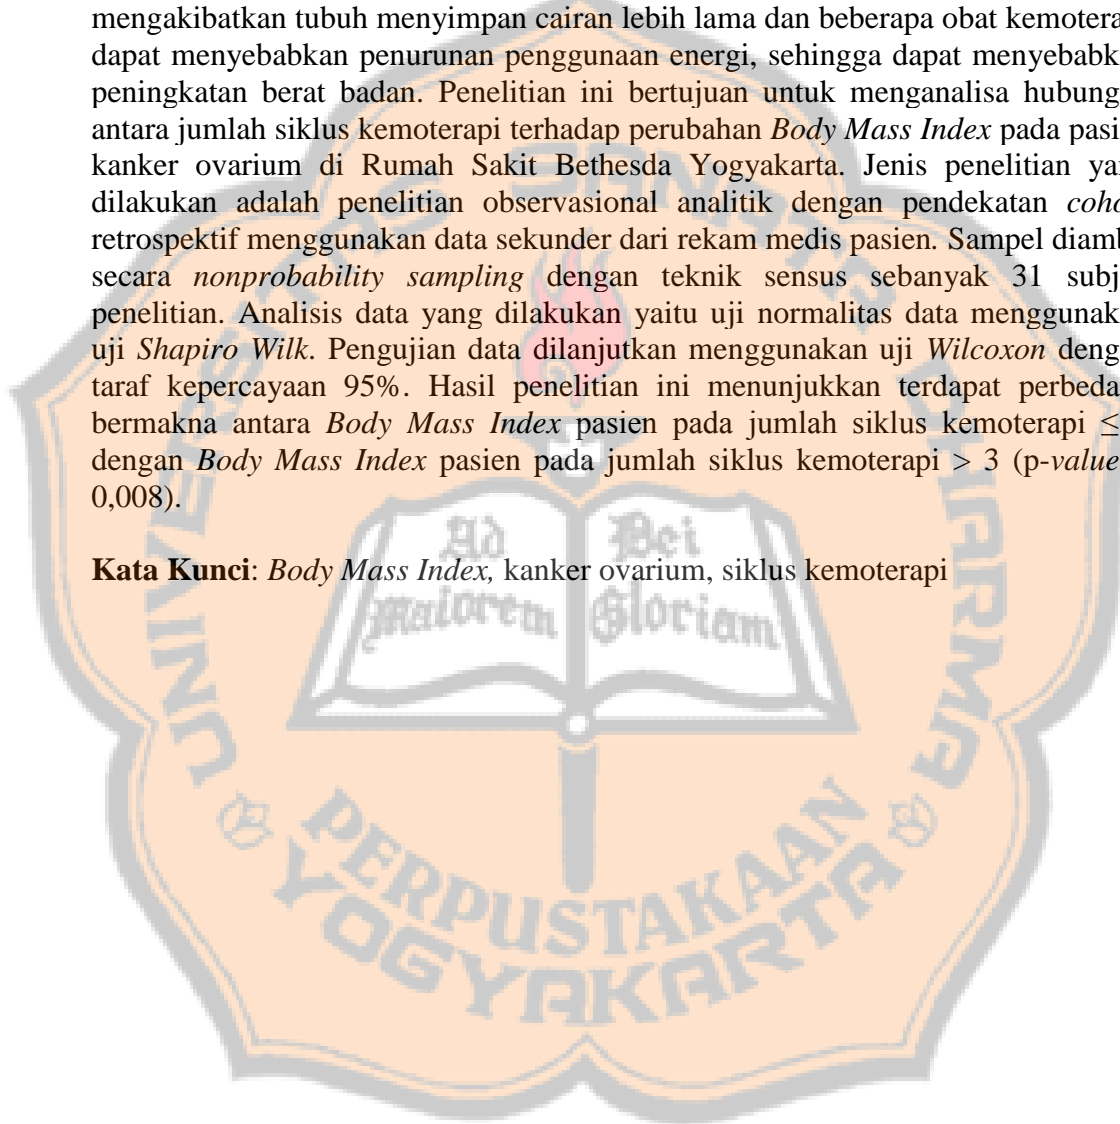 mengakibatkan tubuh menyimpan cairan lebih lama dan beberapa obat kemotera
dapat menyebabkan penurunan penggunaan energi, sehingga dapat menyebabk
peningkatan berat badan. Penelitian ini bertujuan untuk menganalisa hubung
antara jumlah siklus kemoterapi terhadap perubahan Body Mass Index pada pasi
kanker ovarium di Rumah Sakit Bethesda Yogyakarta. Jenis penelitian ya
dilakukan adalah penelitian observasional analitik dengan pendekatan coho
retrospektif menggunakan data sekunder dari rekam medis pasien. Sampel diamb
secara nonprobability sampling dengan teknik sensus sebanyak 31 subj
penelitian. Analisis data yang dilakukan yaitu uji normalitas data menggunak
uji Shapiro Wilk. Pengujian data dilanjutkan menggunakan uji Wilcoxon deng
taraf kepercayaan 95%. Hasil penelitian ini menunjukkan terdapat perbeda
bermakna antara Body Mass Index pasien pada jumlah siklus kemoterapi ≤
dengan Body Mass Index pasien pada jumlah siklus kemoterapi > 3 (p-value
0,008).
Kata Kunci: Body Mass Index, kanker ovarium, siklus kemoterapi
UNIVERSITAS SANATA DHARMA
Ad Dei
Maiorem Gloriam
PERPUSTAKAAN
YOGYAKARTA